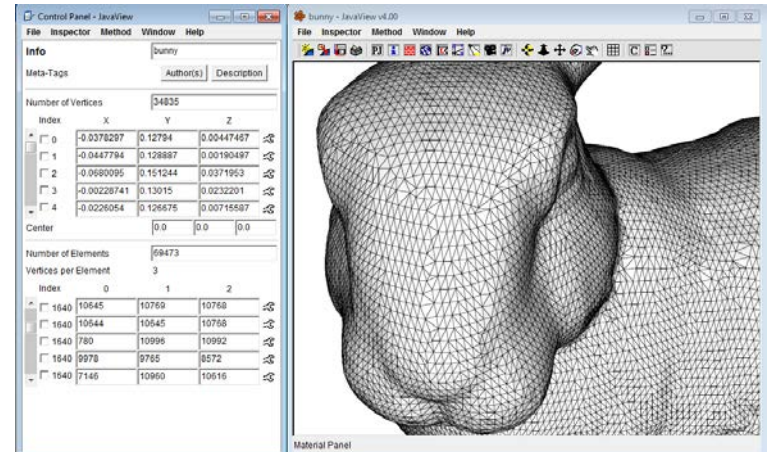 Control Panel - JavaView
File Inspector Method Window Help
Info bunny
Meta-Tags Author(s) Description
Number of Vertices 34835
Index X Y Z
0 -0.0378297 0.12794 0.00447467
1 -0.0447794 0.128887 0.00190497
2 -0.0680095 0.151244 0.0371953
3 -0.00228741 0.13015 0.0232201
4 -0.0226054 0.126675 0.00715587
Center 0.0 0.0 0.0
Number of Elements 69473
Vertices per Element 3
Index 0 1 2
1640 10645 10769 10768
1640 10644 10645 10768
1640 780 10996 10992
1640 9978 9765 8572
1640 7146 10960 10616
bunny - JavaView v4.00
File Inspector Method Window Help
PJ
C
Material Panel